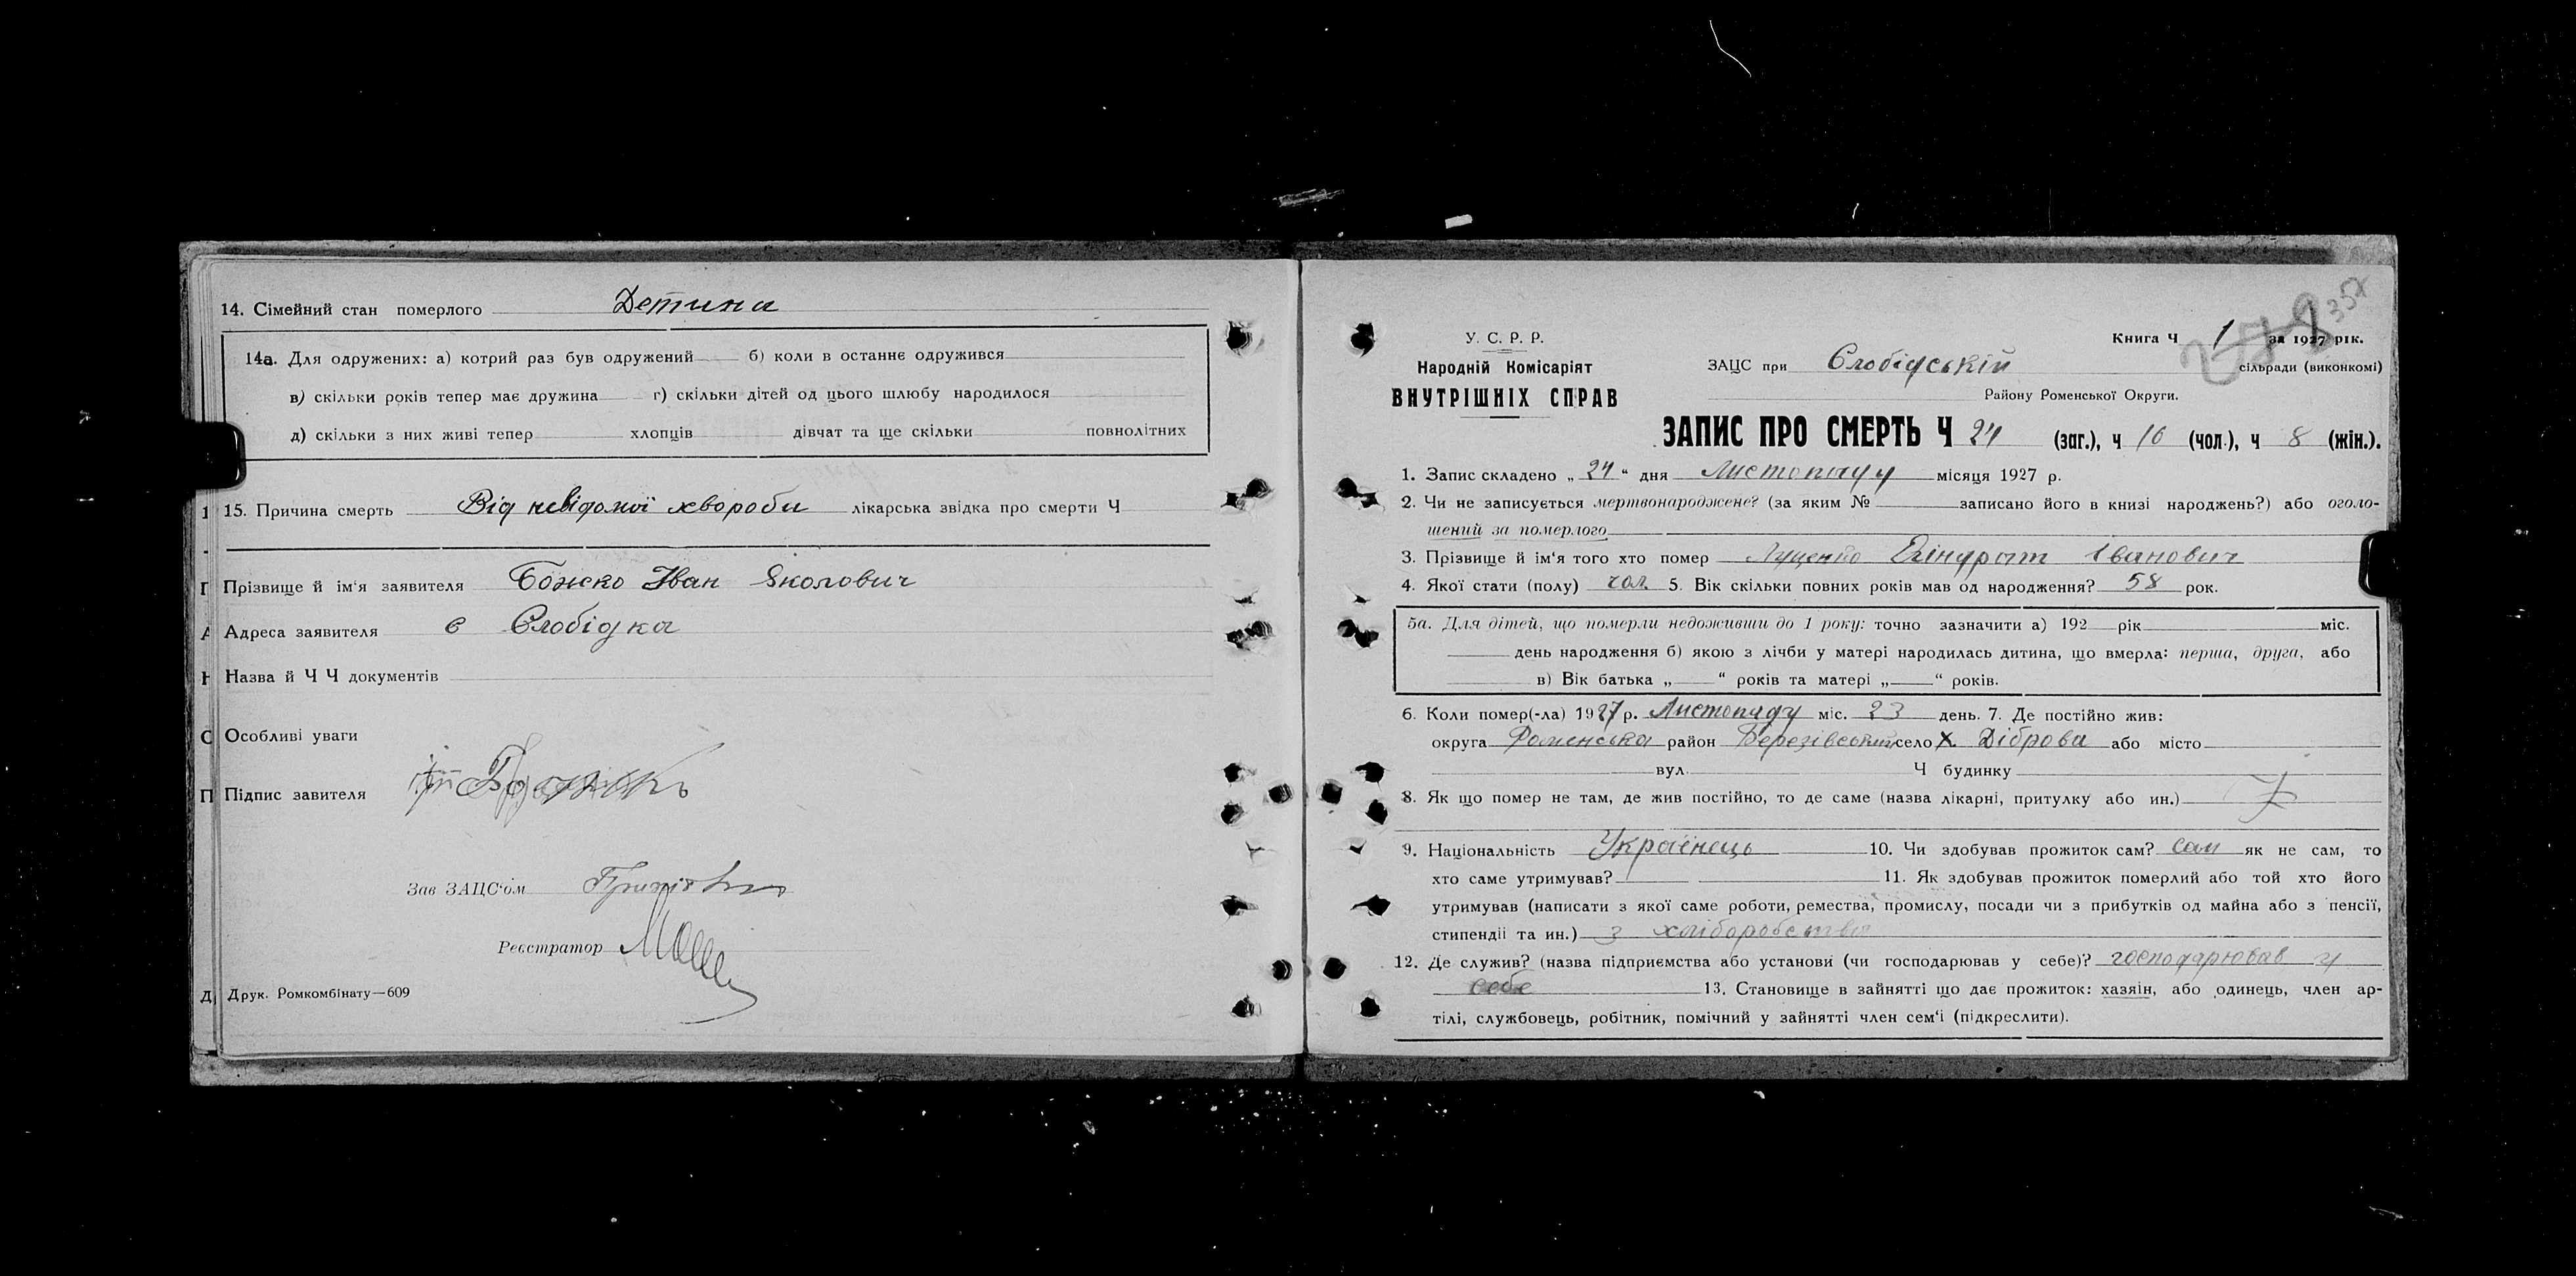 14. Сімейний стан померлого Детина
14а. Для одружених: а) котрий раз був одружений б) коли в останнє одружився
в) скільки років тепер має дружина г) скільки дітей од цього шлюбу народилося
д) скільки з них живі тепер хлопців дівчат та ще скільки повнолітних
15. Причина смерть Від невідомої хвороби лікарська звідка про смерти Ч
Прізвище й ім'я заявителя Божко Іван Яколович
Адреса заявителя с Слобідка
Назва й Ч Ч документів
Особливі уваги
Підпис завителя
Зав ЗАЦС'ом
Реєстратор
Друк. Ромкомбінату—609
357
У. С. Р. Р.
Народній Комісаріят
ВНУТРІШНІХ СПРАВ
Книга Ч 1 за 1927 рік.
ЗАЦС при Слобідській сільради (виконкомі)
Району Роменської Округи.
ЗАПИС ПРО СМЕРТЬ Ч 24 (заг.), ч 16 (чол.), ч 8 (жін.).
1. Запис складено „ 24 “ дня Листопаду місяця 1927 р.
2. Чи не записується мертвонароджене? (за яким № записано його в книзі народжень?) або оголо-
шений за померлого
3. Прізвище й ім'я того хто помер Луценко Іванович
4. Якої стати (полу) чол. 5. Вік скільки повних років мав од народження? 58 рок.
5а. Для дітей, що померли недоживши до 1 року: точно зазначити а) 192 рік міс.
день народження б) якою з лічби у матері народилась дитина, що вмерла: перша, друга, або
в) Вік батька „ “ років та матері „ “ років.
6. Коли помер(-ла) 1927 р. Листопаду міс. 23 день. 7. Де постійно жив:
округа Роменська район Березівський село Х. Діброва або місто
вул. Ч будинку
8. Як що помер не там, де жив постійно, то де саме (назва лікарні, притулку або ин.)
9. Національність Українець 10. Чи здобував прожиток сам? сам як не сам, то
хто саме утримував? 11. Як здобував прожиток померлий або той хто його
утримував (написати з якої саме роботи, ремества, промислу, посади чи з прибутків од майна або з пенсії,
стипендії та ин.) з хліборобства
12. Де служив? (назва підприємства або установи (чи господарював у себе)? господарював у
себе 13. Становище в зайнятті що дає прожиток: хазяін, або одинець, член ар-
тілі, службовець, робітник, помічний у зайнятті член сем'ї (підкреслити).